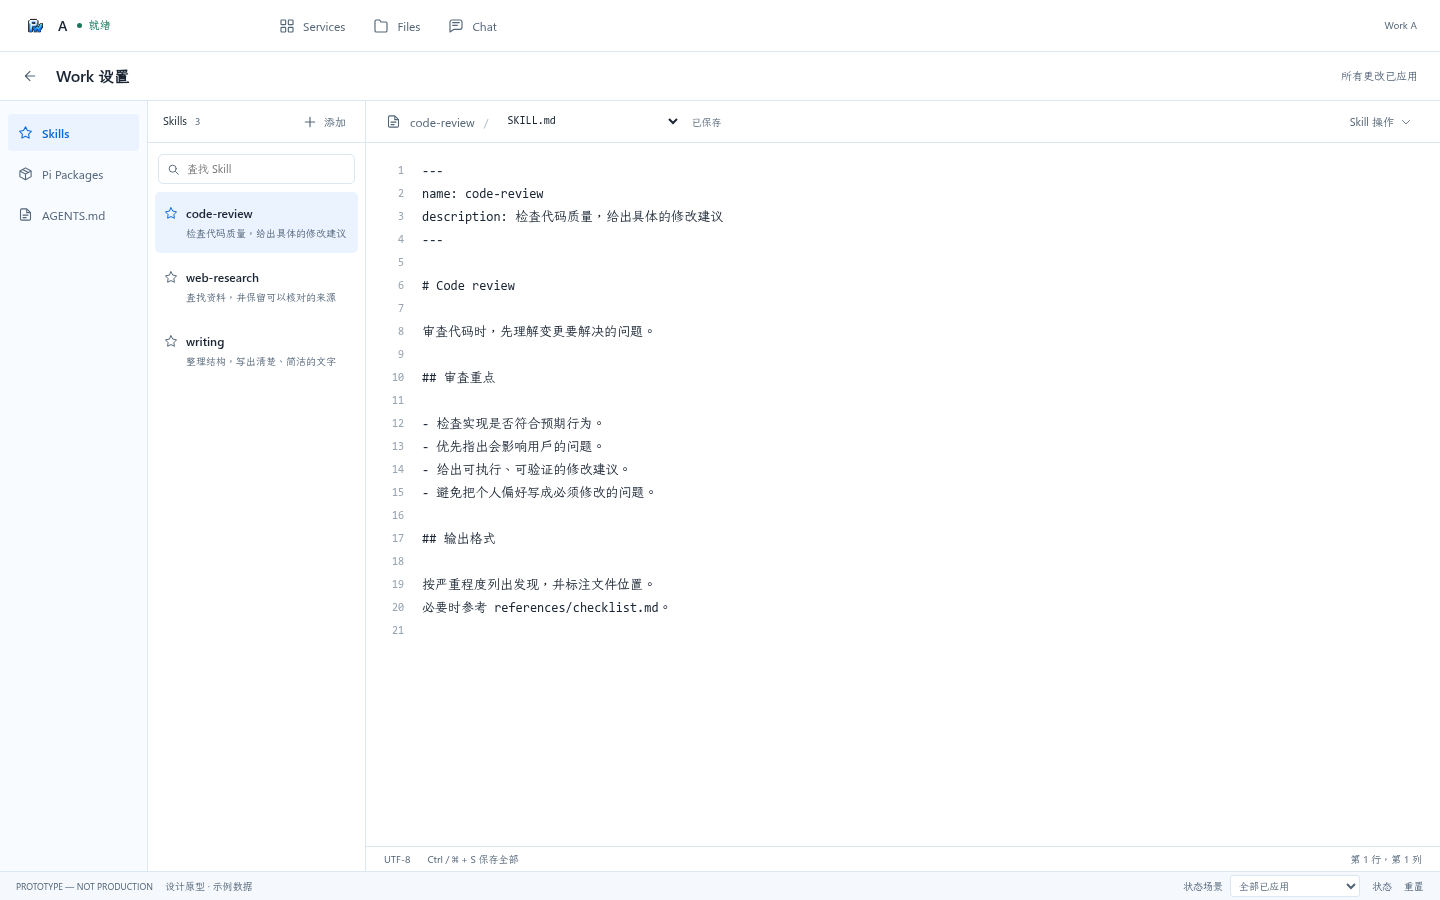 A 就绪 Services Files Chat Work A
Work 设置 所有更改已应用
Skills
Pi Packages
AGENTS.md
Skills 3 添加
查找 Skill
code-review
检查代码质量，给出具体的修改建议
web-research
查找资料，并保留可以核对的来源
writing
整理结构，写出清楚、简洁的文字
code-review / SKILL.md 已保存 Skill 操作
1 ---
2 name: code-review
3 description: 检查代码质量，给出具体的修改建议
4 ---
5
6 # Code review
7
8 审查代码时，先理解变更要解决的问题。
9
10 ## 审查重点
11
12 - 检查实现是否符合预期行为。
13 - 优先指出会影响用户的问题。
14 - 给出可执行、可验证的修改建议。
15 - 避免把个人偏好写成必须修改的问题。
16
17 ## 输出格式
18
19 按严重程度列出发现，并标注文件位置。
20 必要时参考 references/checklist.md。
21
UTF-8 Ctrl / ⌘ + S 保存全部 第 1 行，第 1 列
PROTOTYPE — NOT PRODUCTION 设计原型 · 示例数据 状态场景 全部已应用 状态 重置